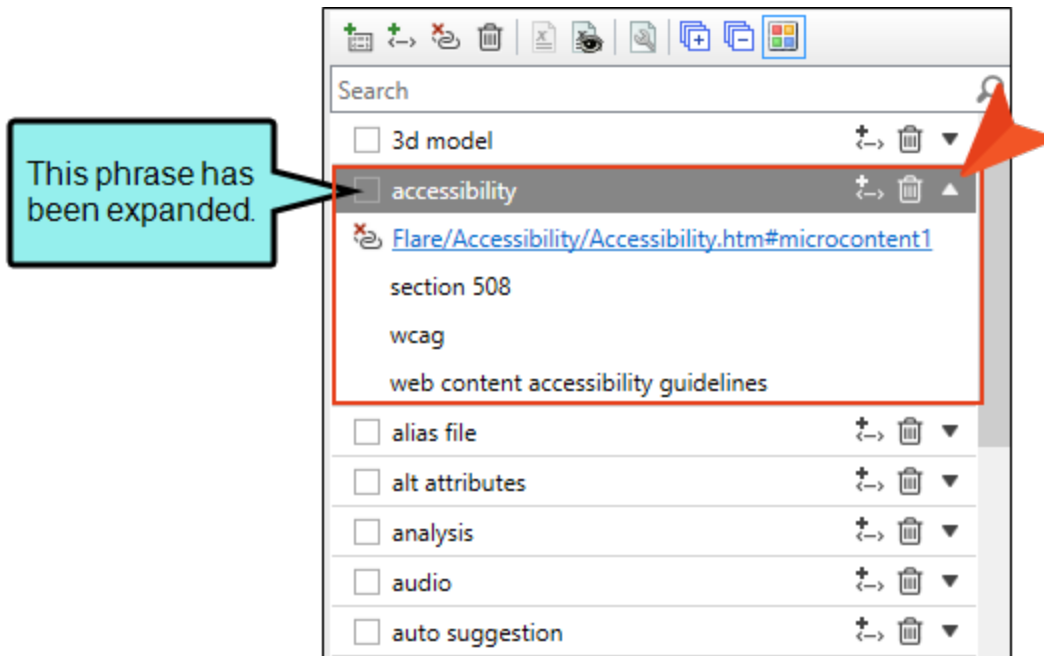 Search
3d model
This phrase has
been expanded.
accessibility
Flare/Accessibility/Accessibility.htm#microcontent1
section 508
wcag
web content accessibility guidelines
alias file
alt attributes
analysis
audio
auto suggestion